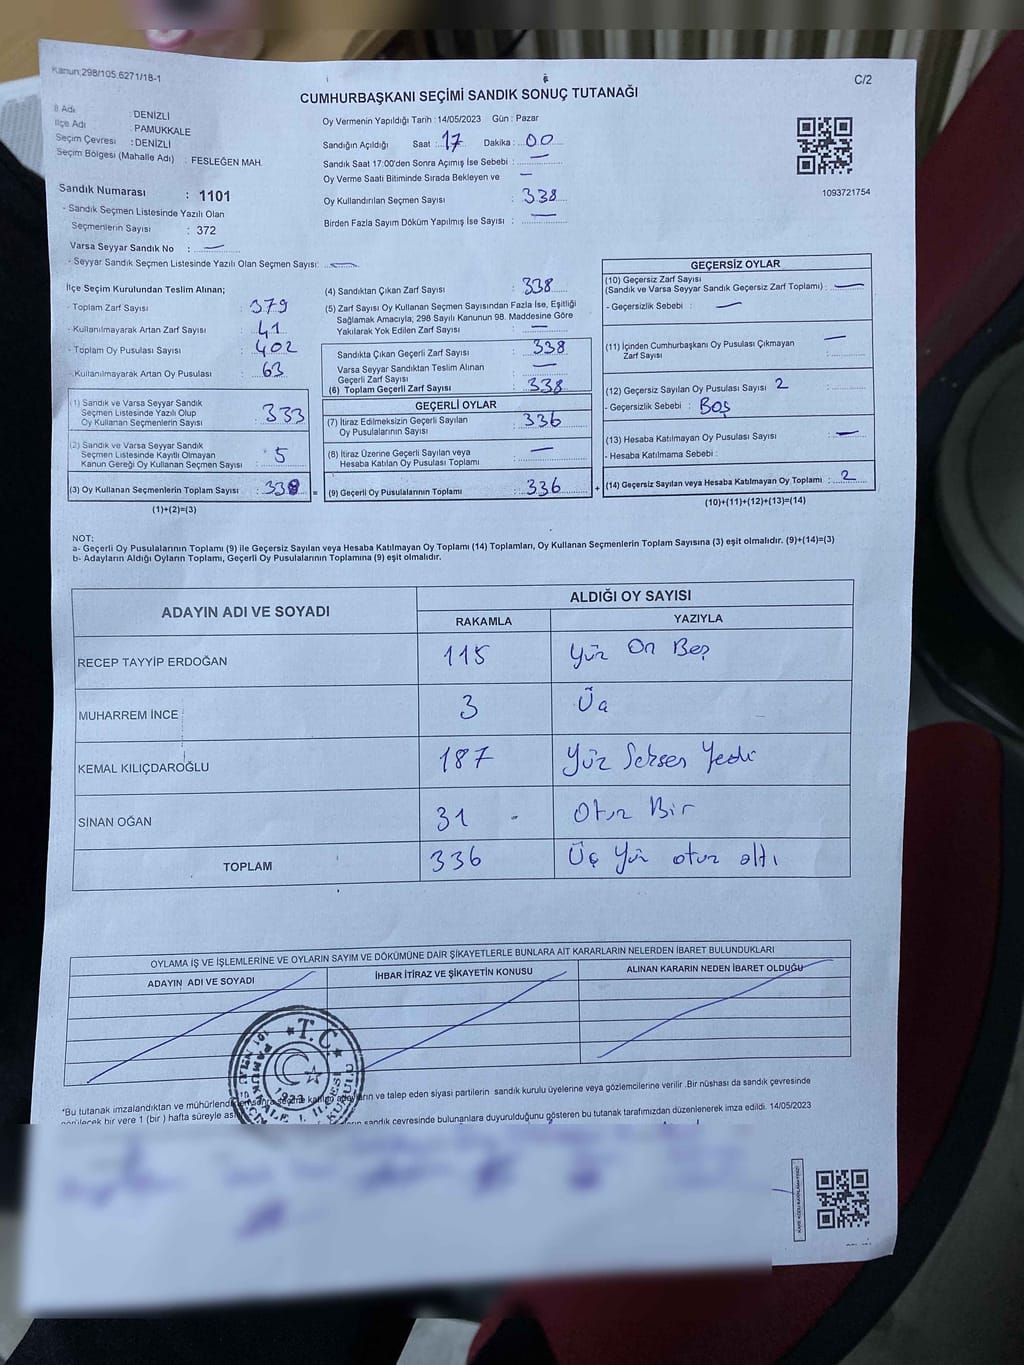 Kanun:298/105.6271/18-1
C/2
CUMHURBAŞKANI SEÇİMİ SANDIK SONUÇ TUTANAĞI
İl Adı : DENİZLİ
İlçe Adı : PAMUKKALE
Seçim Çevresi : DENİZLİ
Seçim Bölgesi (Mahalle Adı) : FESLEĞEN MAH.
Sandık Numarası : 1101
- Sandık Seçmen Listesinde Yazılı Olan
Seçmenlerin Sayısı : 372
Varsa Seyyar Sandık No : —
- Seyyar Sandık Seçmen Listesinde Yazılı Olan Seçmen Sayısı: —
Oy Vermenin Yapıldığı Tarih : 14/05/2023 Gün : Pazar
Sandığın Açıldığı Saat : 17 Dakika : 00
Sandık Saat 17:00'den Sonra Açımış İse Sebebi : —
Oy Verme Saati Bitiminde Sırada Bekleyen ve —
Oy Kullandırılan Seçmen Sayısı : 338
Birden Fazla Sayım Döküm Yapılmış İse Sayısı : —
1093721754
İlçe Seçim Kurulundan Teslim Alınan;
- Toplam Zarf Sayısı : 379
- Kullanılmayarak Artan Zarf Sayısı : 41
- Toplam Oy Pusulası Sayısı : 402
- Kullanılmayarak Artan Oy Pusulası : 63
(1) Sandık ve Varsa Seyyar Sandık
Seçmen Listesinde Yazılı Olup
Oy Kullanan Seçmenlerin Sayısı : 333
(2) Sandık ve Varsa Seyyar Sandık
Seçmen Listesinde Kayıtlı Olmayan
Kanun Gereği Oy Kullanan Seçmen Sayısı : 5
(3) Oy Kullanan Seçmenlerin Toplam Sayısı : 338 =
(1)+(2)=(3)
(4) Sandıktan Çıkan Zarf Sayısı : 338
(5) Zarf Sayısı Oy Kullanan Seçmen Sayısından Fazla İse, Eşitliği
Sağlamak Amacıyla; 298 Sayılı Kanunun 98. Maddesine Göre
Yakılarak Yok Edilen Zarf Sayısı : —
Sandıkta Çıkan Geçerli Zarf Sayısı : 338
Varsa Seyyar Sandıktan Teslim Alınan
Geçerli Zarf Sayısı : —
(6) Toplam Geçerli Zarf Sayısı : 338
GEÇERLİ OYLAR
(7) İtiraz Edilmeksizin Geçerli Sayılan
Oy Pusulalarının Sayısı : 336
(8) İtiraz Üzerine Geçerli Sayılan veya
Hesaba Katılan Oy Pusulası Toplamı : —
(9) Geçerli Oy Pusulalarının Toplamı : 336 +
GEÇERSİZ OYLAR
(10) Geçersiz Zarf Sayısı
(Sandık ve Varsa Seyyar Sandık Geçersiz Zarf Toplamı) : —
- Geçersizlik Sebebi : —
(11) İçinden Cumhurbaşkanı Oy Pusulası Çıkmayan —
Zarf Sayısı :
(12) Geçersiz Sayılan Oy Pusulası Sayısı 2 :
- Geçersizlik Sebebi : Boş
(13) Hesaba Katılmayan Oy Pusulası Sayısı : —
- Hesaba Katılmama Sebebi :
(14) Geçersiz Sayılan veya Hesaba Katılmayan Oy Toplamı : 2
(10)+(11)+(12)+(13)=(14)
NOT:
a- Geçerli Oy Pusulalarının Toplamı (9) ile Geçersiz Sayılan veya Hesaba Katılmayan Oy Toplamı (14) Toplamları, Oy Kullanan Seçmenlerin Toplam Sayısına (3) eşit olmalıdır. (9)+(14)=(3)
b- Adayların Aldığı Oyların Toplamı, Geçerli Oy Pusulalarının Toplamına (9) eşit olmalıdır.
ADAYIN ADI VE SOYADI
ALDIĞI OY SAYISI
RAKAMLA YAZIYLA
RECEP TAYYİP ERDOĞAN 115 Yüz On Beş
MUHARREM İNCE 3 Üç
KEMAL KILIÇDAROĞLU 187 Yüz Seksen Yedi
SİNAN OĞAN 31 Otuz Bir
TOPLAM 336 Üç Yüz otuz altı
OYLAMA İŞ VE İŞLEMLERİNE VE OYLARIN SAYIM VE DÖKÜMÜNE DAİR ŞİKAYETLERLE BUNLARA AİT KARARLARIN NELERDEN İBARET BULUNDUKLARI
ADAYIN ADI VE SOYADI İHBAR İTİRAZ VE ŞİKAYETİN KONUSU ALINAN KARARIN NEDEN İBARET OLDUĞU
T.C.
1923
PAMUKKALE 1. İLÇESİ
*Bu tutanak imzalandıktan ve mühürlendikten sonra seçime katılan adayların ve talep eden siyasi partilerin sandık kurulu üyelerine veya gözlemcilerine verilir .Bir nüshası da sandık çevresinde
görülecek bir yere 1 (bir ) hafta süreyle
sandık çevresinde bulunanlara duyurulduğunu gösteren bu tutanak tarafımızdan düzenlenerek imza edildi. 14/05/2023